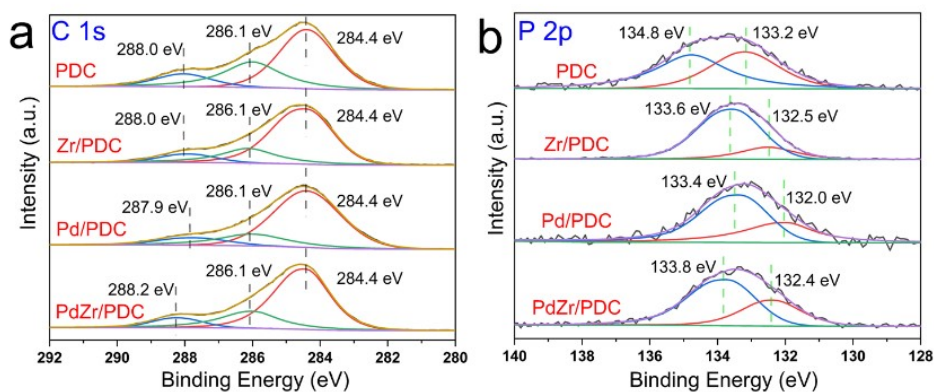 a
C 1s
288.0 eV
286.1 eV
284.4 eV
PDC
288.0 eV
286.1 eV
284.4 eV
Zr/PDC
287.9 eV
286.1 eV
284.4 eV
Pd/PDC
288.2 eV
286.1 eV
284.4 eV
PdZr/PDC
Intensity (a.u.)
292 290 288 286 284 282 280
Binding Energy (eV)
b
P 2p
134.8 eV
133.2 eV
PDC
133.6 eV
132.5 eV
Zr/PDC
133.4 eV
132.0 eV
Pd/PDC
133.8 eV
132.4 eV
PdZr/PDC
Intensity (a.u.)
140 138 136 134 132 130 128
Binding Energy (eV)